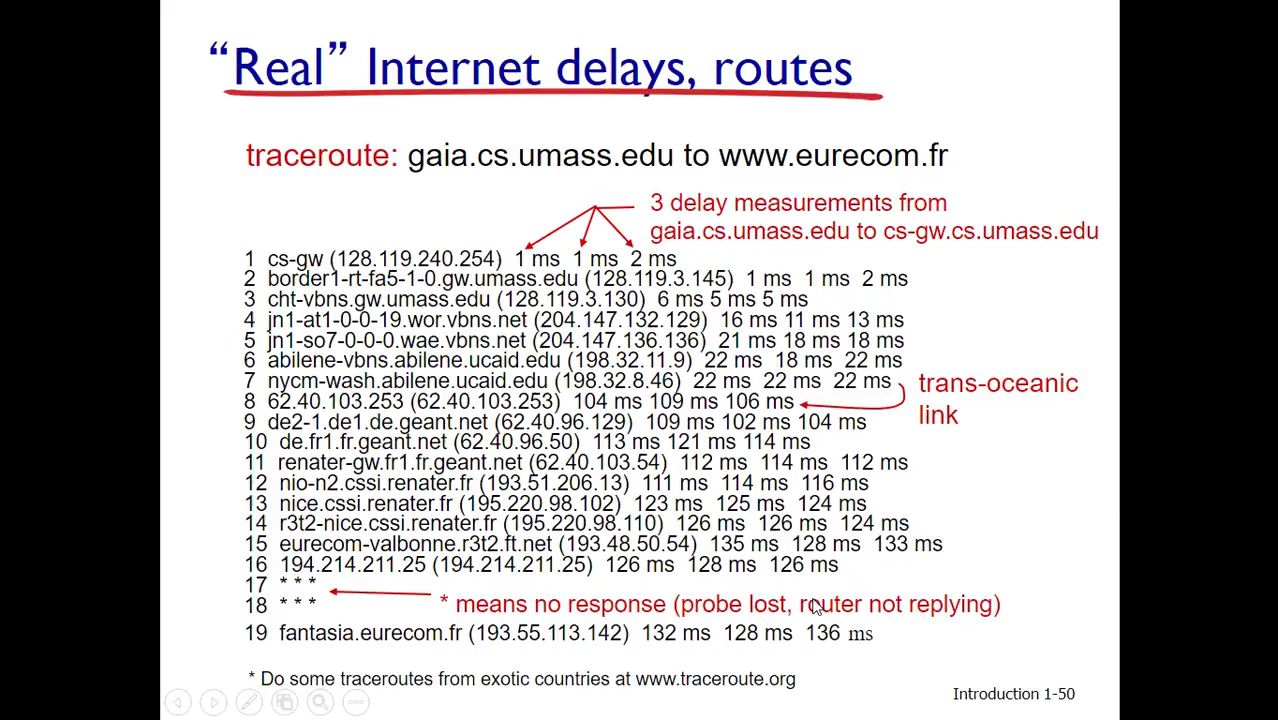 “Real” Internet delays, routes
traceroute: gaia.cs.umass.edu to www.eurecom.fr
3 delay measurements from
gaia.cs.umass.edu to cs-gw.cs.umass.edu
1 cs-gw (128.119.240.254) 1 ms 1 ms 2 ms
2 border1-rt-fa5-1-0.gw.umass.edu (128.119.3.145) 1 ms 1 ms 2 ms
3 cht-vbns.gw.umass.edu (128.119.3.130) 6 ms 5 ms 5 ms
4 jn1-at1-0-0-19.wor.vbns.net (204.147.132.129) 16 ms 11 ms 13 ms
5 jn1-so7-0-0-0.wae.vbns.net (204.147.136.136) 21 ms 18 ms 18 ms
6 abilene-vbns.abilene.ucaid.edu (198.32.11.9) 22 ms 18 ms 22 ms
7 nycm-wash.abilene.ucaid.edu (198.32.8.46) 22 ms 22 ms 22 ms
trans-oceanic
link
8 62.40.103.253 (62.40.103.253) 104 ms 109 ms 106 ms
9 de2-1.de1.de.geant.net (62.40.96.129) 109 ms 102 ms 104 ms
10 de.fr1.fr.geant.net (62.40.96.50) 113 ms 121 ms 114 ms
11 renater-gw.fr1.fr.geant.net (62.40.103.54) 112 ms 114 ms 112 ms
12 nio-n2.cssi.renater.fr (193.51.206.13) 111 ms 114 ms 116 ms
13 nice.cssi.renater.fr (195.220.98.102) 123 ms 125 ms 124 ms
14 r3t2-nice.cssi.renater.fr (195.220.98.110) 126 ms 126 ms 124 ms
15 eurecom-valbonne.r3t2.ft.net (193.48.50.54) 135 ms 128 ms 133 ms
16 194.214.211.25 (194.214.211.25) 126 ms 128 ms 126 ms
17 * * *
18 * * *
* means no response (probe lost, router not replying)
19 fantasia.eurecom.fr (193.55.113.142) 132 ms 128 ms 136 ms
* Do some traceroutes from exotic countries at www.traceroute.org
Introduction 1-50